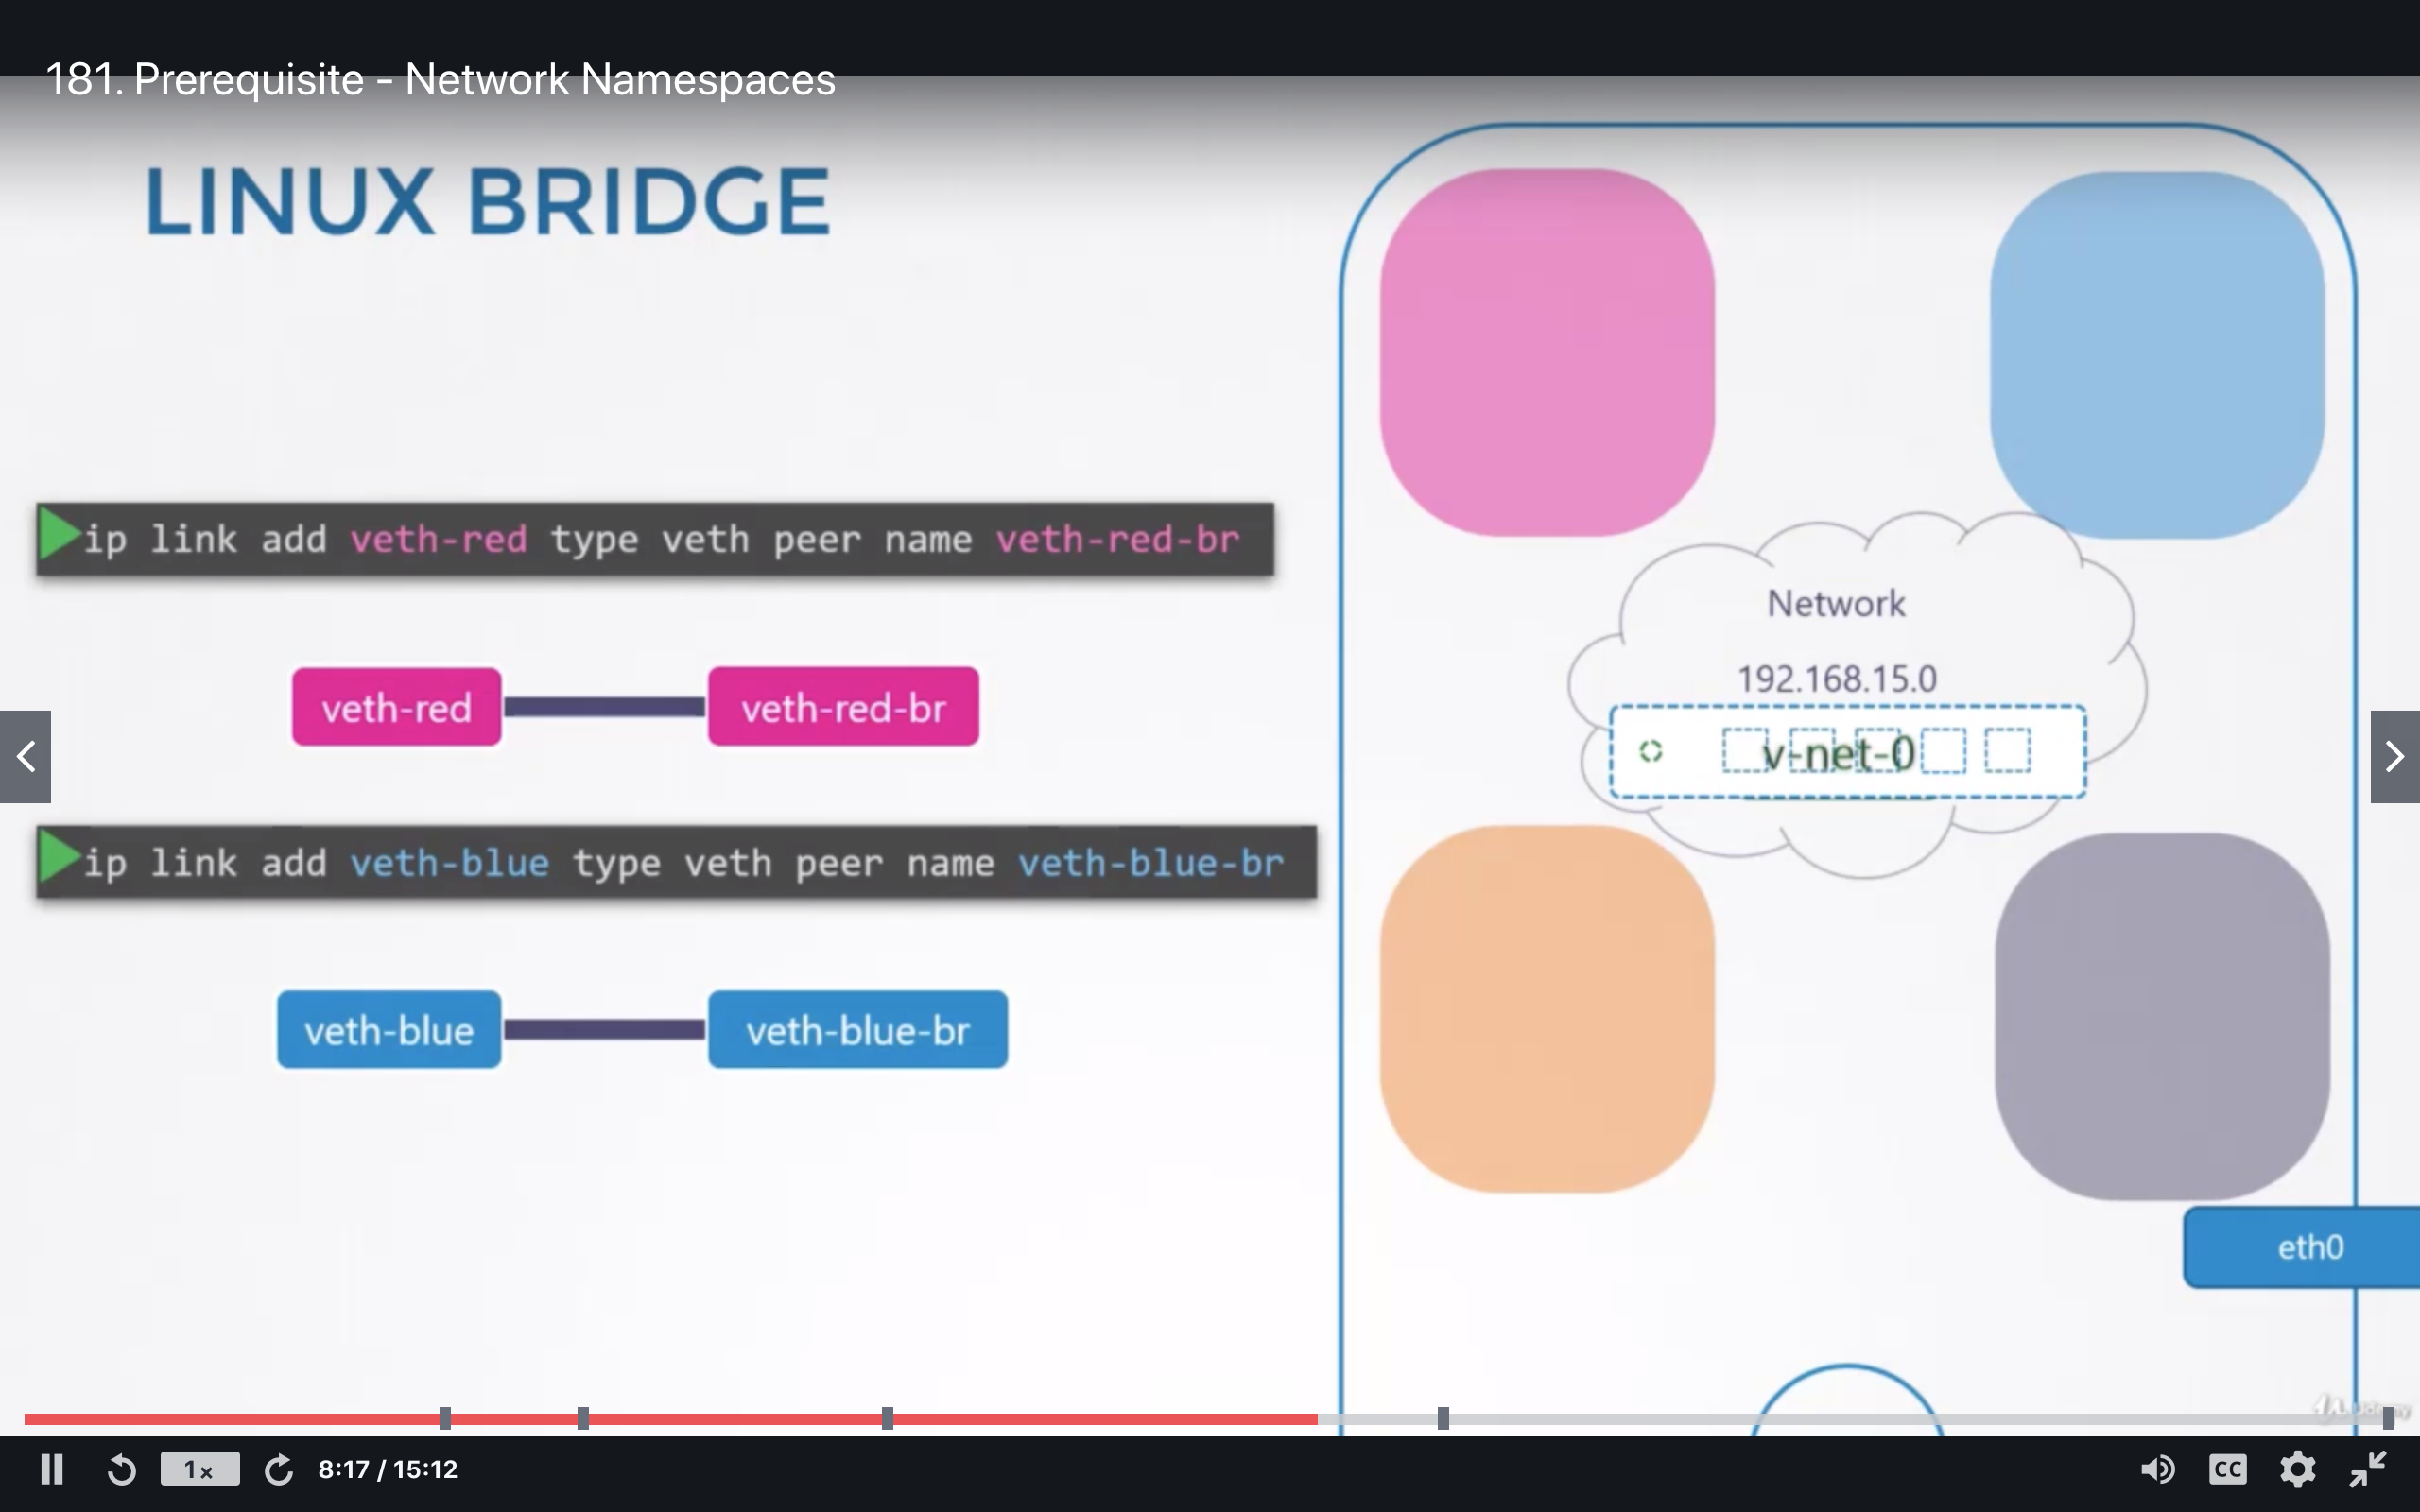 181. Prerequisite - Network Namespaces
LINUX BRIDGE
ip link add veth-red type veth peer name veth-red-br
veth-red
veth-red-br
ip link add veth-blue type veth peer name veth-blue-br
veth-blue
veth-blue-br
Network
192.168.15.0
v-net-0
eth0
1x
8:17 / 15:12
CC